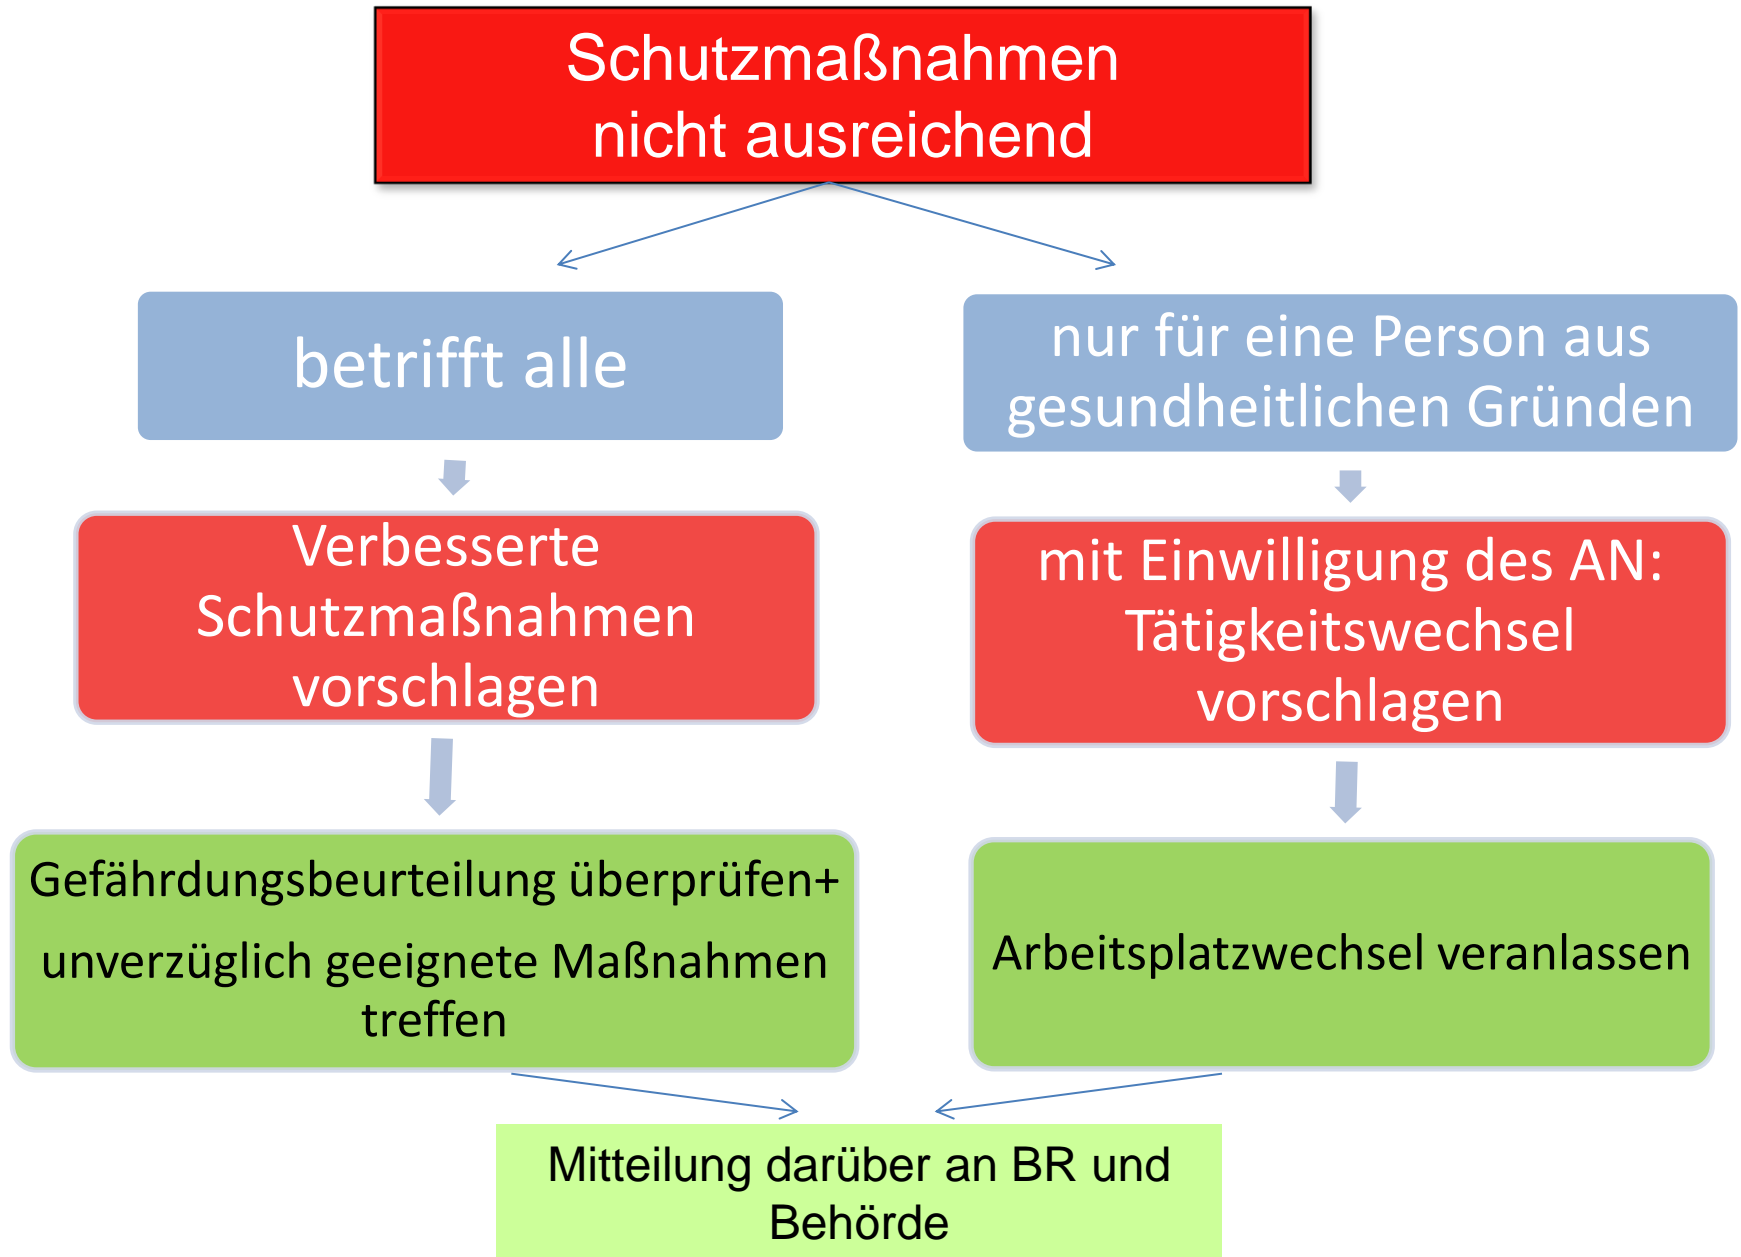 Schutzmaßnahmen
nicht ausreichend
betrifft alle
nur für eine Person aus
gesundheitlichen Gründen
Verbesserte
Schutzmaßnahmen
vorschlagen
mit Einwilligung des AN:
Tätigkeitswechsel
vorschlagen
Gefährdungsbeurteilung überprüfen+
unverzüglich geeignete Maßnahmen
treffen
Arbeitsplatzwechsel veranlassen
Mitteilung darüber an BR und
Behörde